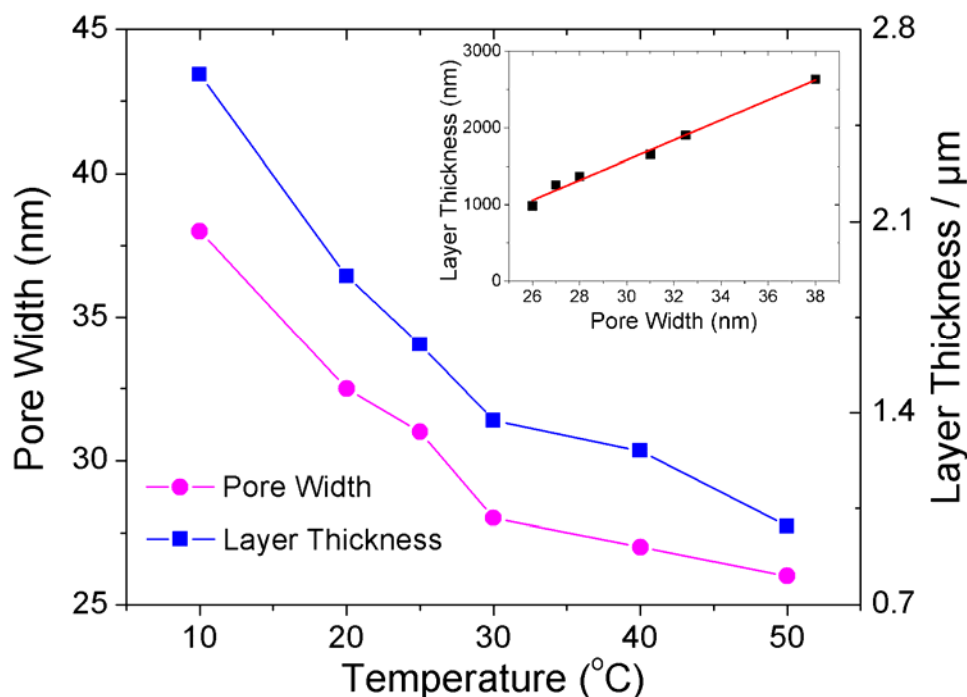 45
40
35
30
25
Pore Width (nm)
10 20 30 40 50
Temperature (°C)
2.8
2.1
1.4
0.7
Layer Thickness / µm
Pore Width
Layer Thickness
3000
2000
1000
0
Layer Thickness (nm)
26 28 30 32 34 36 38
Pore Width (nm)